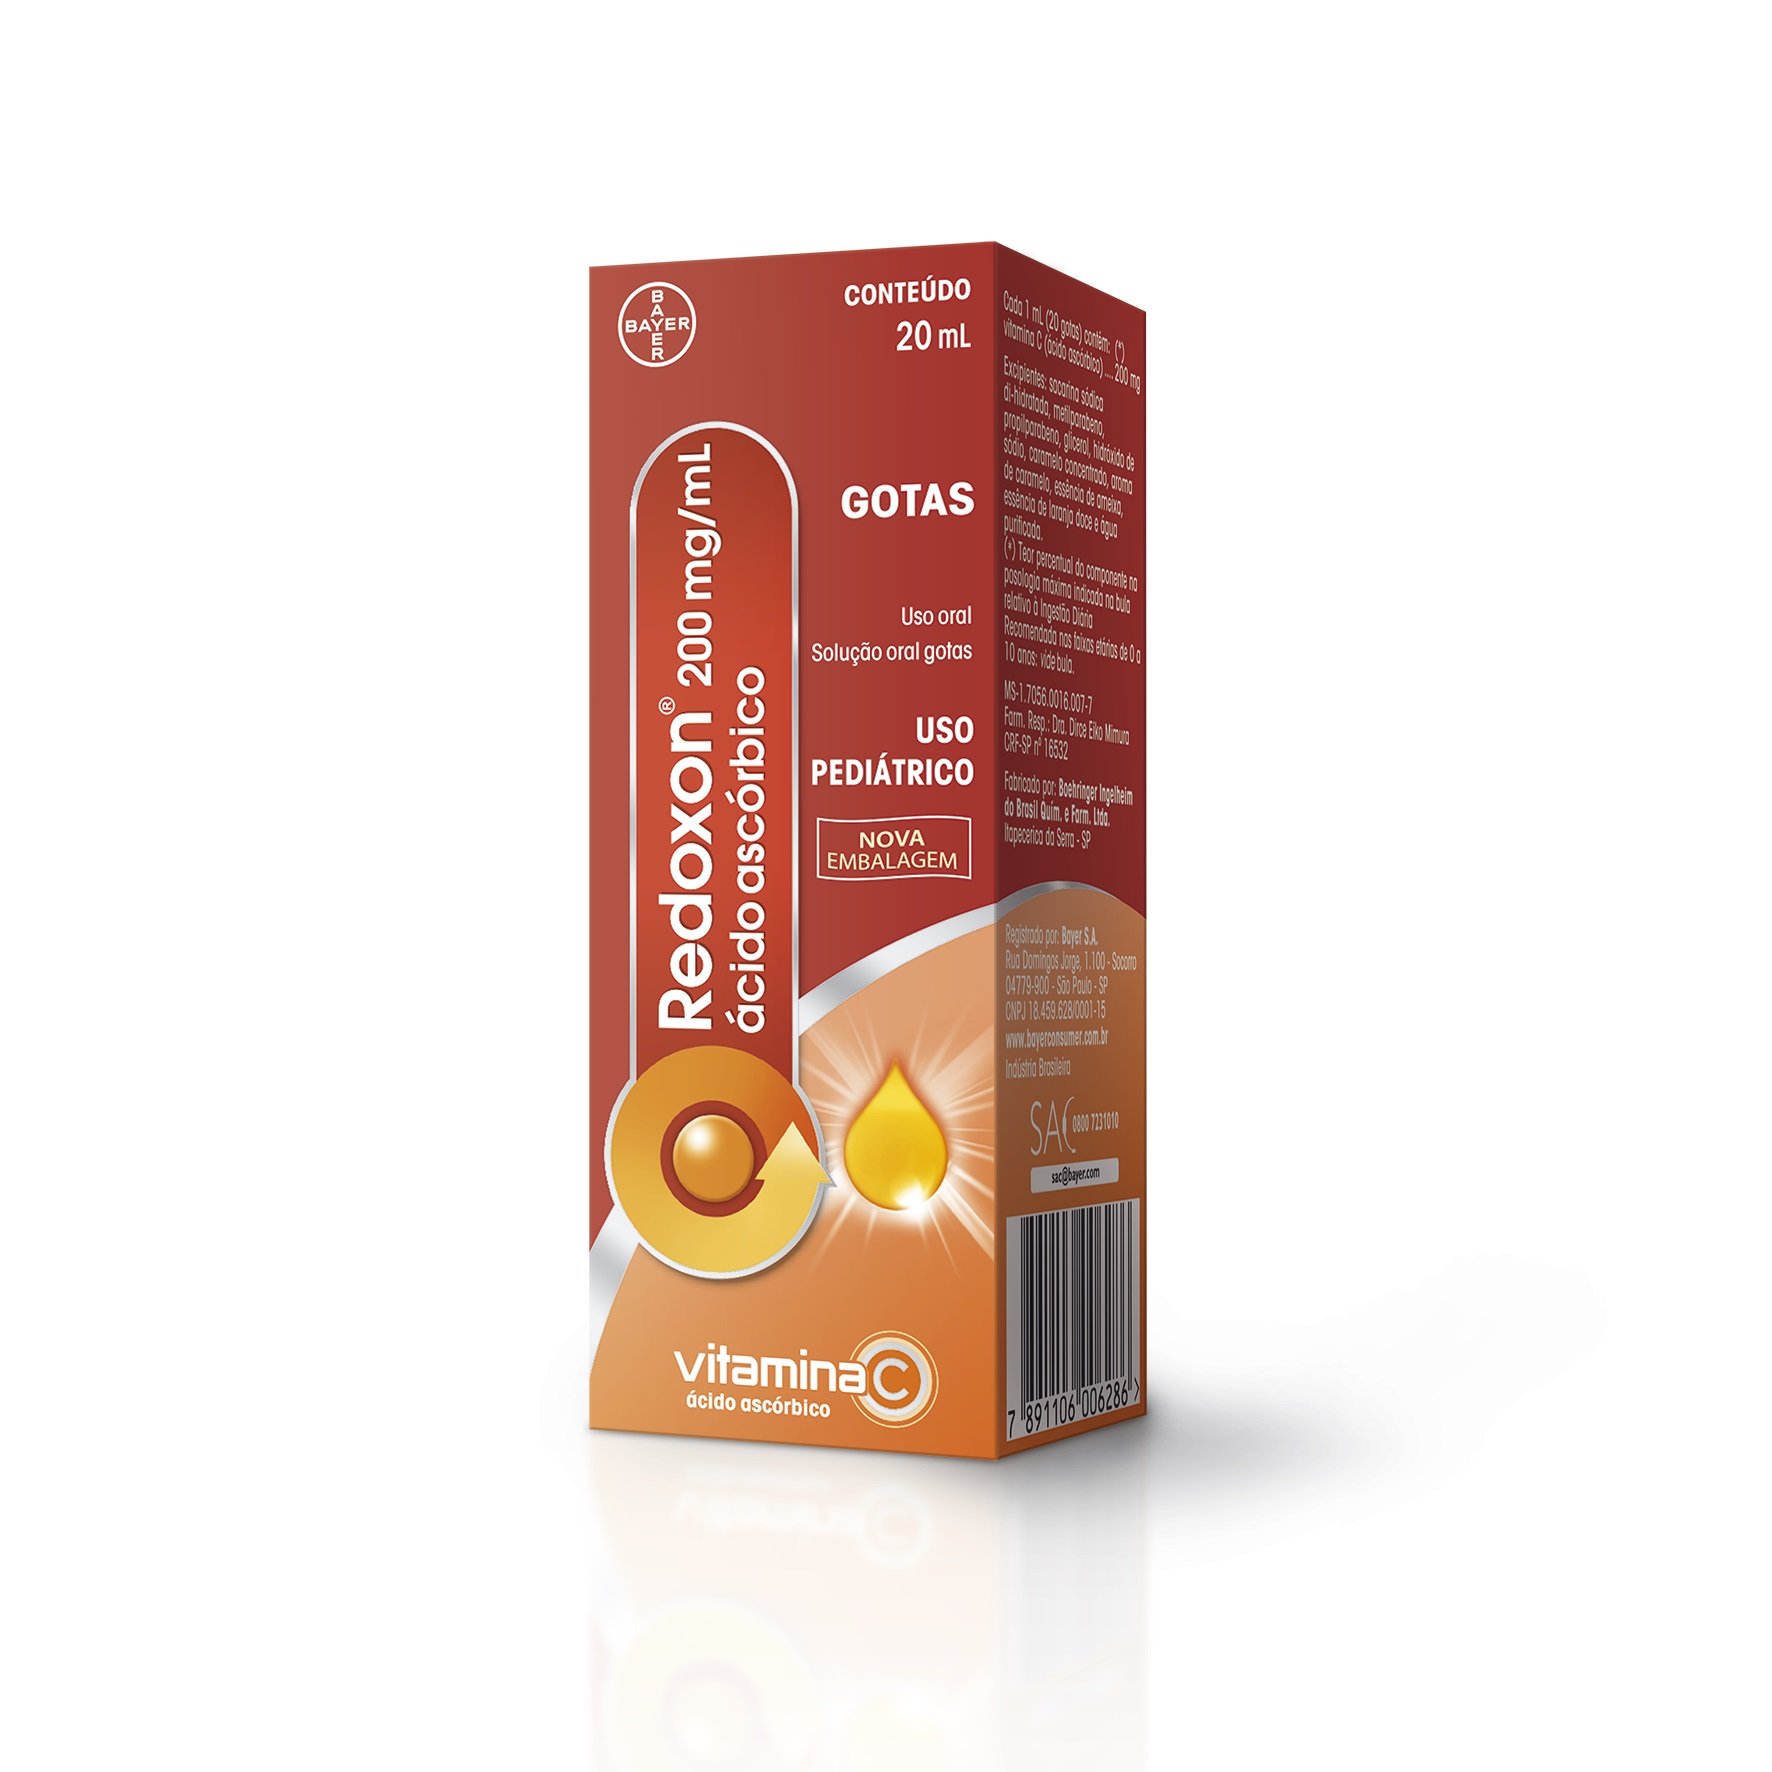 BAYER
BAYER
CONTEÚDO
20 mL
Redoxon® 200 mg/mL
ácido ascórbico
GOTAS
Uso oral
Solução oral gotas
USO
PEDIÁTRICO
NOVA
EMBALAGEM
vitamina C
ácido ascórbico
Cada 1 mL (20 gotas) contém: (*)
vitamina C (ácido ascórbico) .... 200 mg
Excipientes: sacarina sódica
di-hidratada, metilparabeno,
propilparabeno, glicerol, hidróxido de
sódio, caramelo concentrado, aroma
de caramelo, essência de ameixa,
essência de laranja doce e água
purificada.
(*) Teor percentual do componente na
posologia máxima indicada na bula
relativo à Ingestão Diária
Recomendada nas faixas etárias de 0 a
10 anos: vide bula.
MS-1.7056.0016.007-7
Farm. Resp.: Dra. Dirce Eiko Mimura
CRF-SP nº 16532
Fabricado por: Boehringer Ingelheim
do Brasil Quím. e Farm. Ltda.
Itapecerica da Serra - SP
Registrado por: Bayer S.A.
Rua Domingos Jorge, 1.100 - Socorro
04779-900 - São Paulo - SP
CNPJ 18.459.628/0001-15
www.bayerconsumer.com.br
Indústria Brasileira
SAC 0800 7231010
sac@bayer.com
7 891106 006286 >